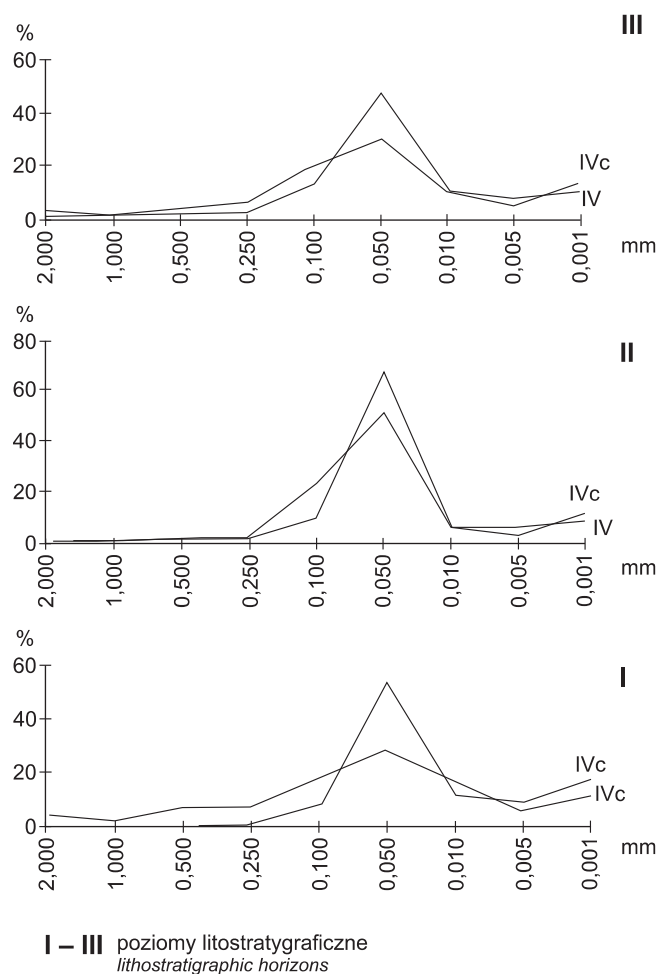 %
III
60
40
20
0
IVc
IV
2,000 1,000 0,500 0,250 0,100 0,050 0,010 0,005 0,001 mm
%
80
II
60
40
20
0
IVc
IV
2,000 1,000 0,500 0,250 0,100 0,050 0,010 0,005 0,001 mm
%
60
I
40
20
0
IVc
IVc
2,000 1,000 0,500 0,250 0,100 0,050 0,010 0,005 0,001 mm
I – III poziomy litostratygraficzne
lithostratigraphic horizons